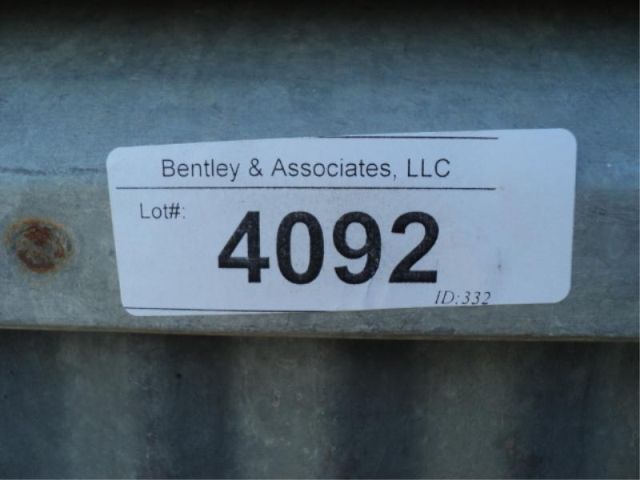 Bentley & Associates, LLC
Lot#:
4092
ID:332